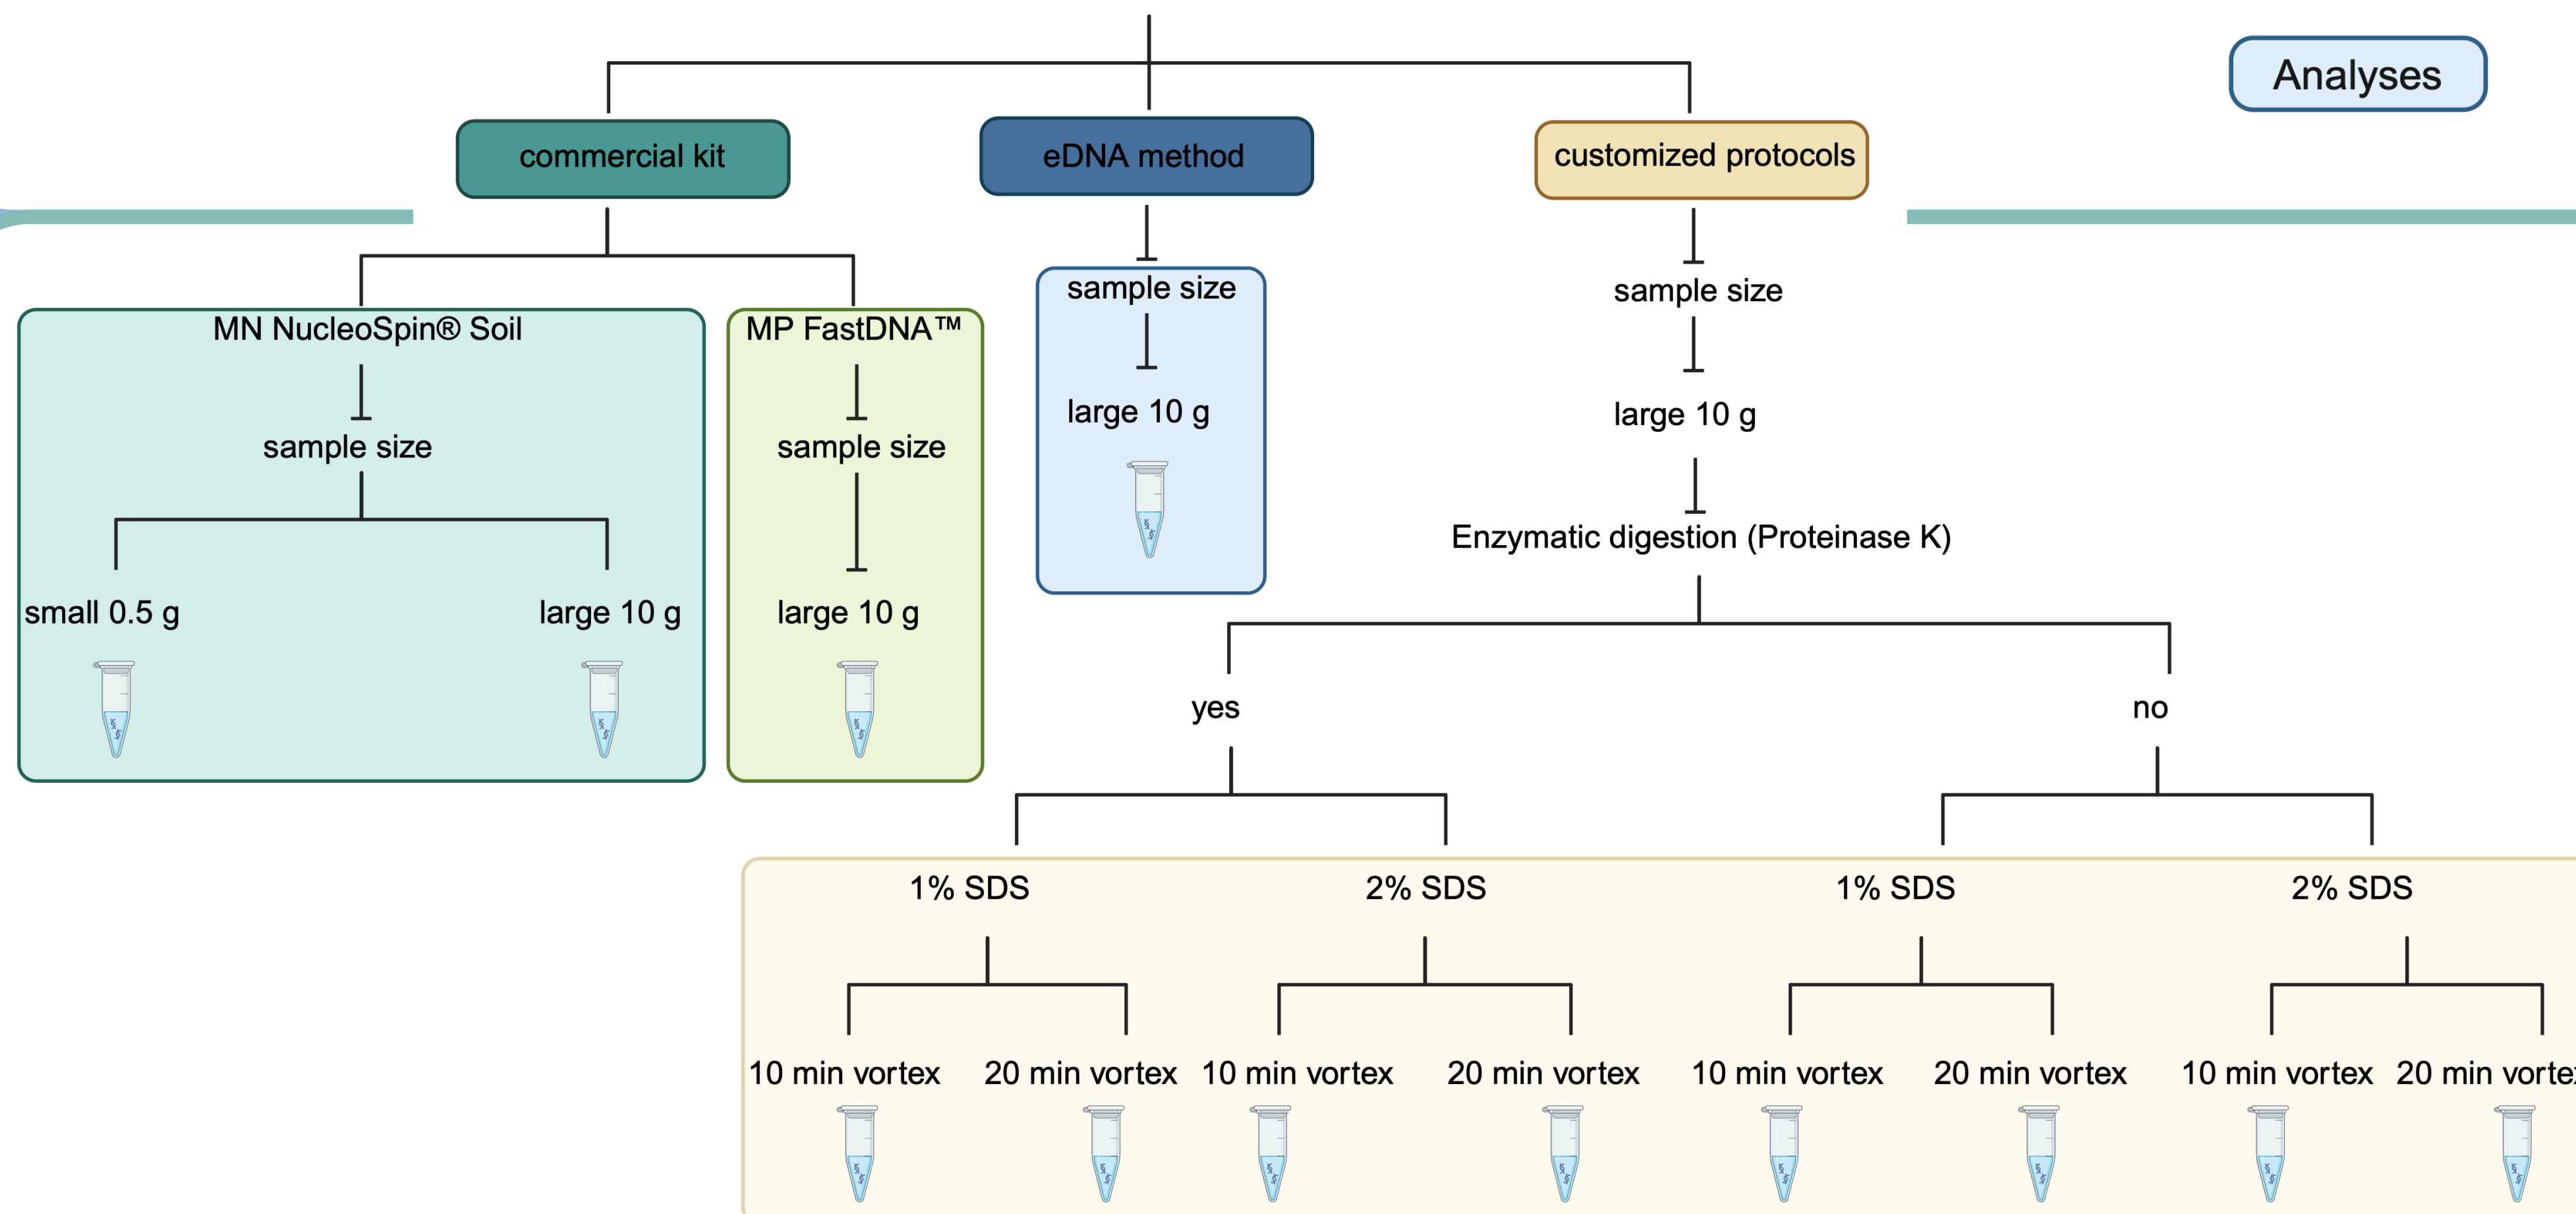 Analyses
commercial kit
eDNA method
customized protocols
MN NucleoSpin® Soil
sample size
small 0.5 g
large 10 g
MP FastDNA™
sample size
large 10 g
sample size
large 10 g
sample size
large 10 g
Enzymatic digestion (Proteinase K)
yes
no
1% SDS
2% SDS
1% SDS
2% SDS
10 min vortex
20 min vortex
10 min vortex
20 min vortex
10 min vortex
20 min vortex
10 min vortex
20 min